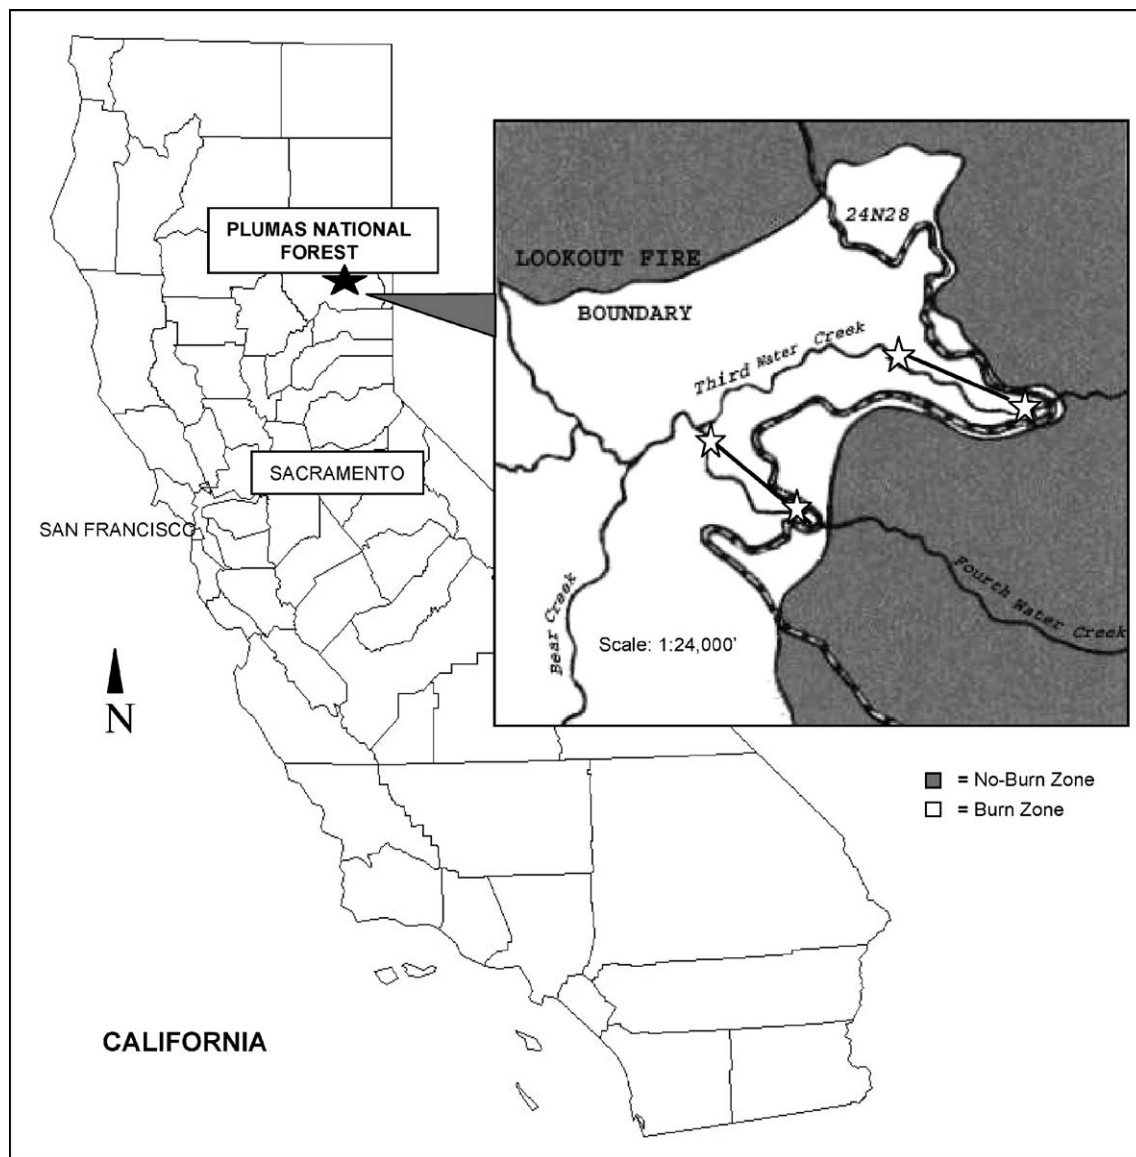 PLUMAS NATIONAL
FOREST
24N28
LOOKOUT FIRE
BOUNDARY
Third Water Creek
SACRAMENTO
SAN FRANCISCO
Fourth Water Creek
Bear Creek
Scale: 1:24,000'
N
= No-Burn Zone
= Burn Zone
CALIFORNIA